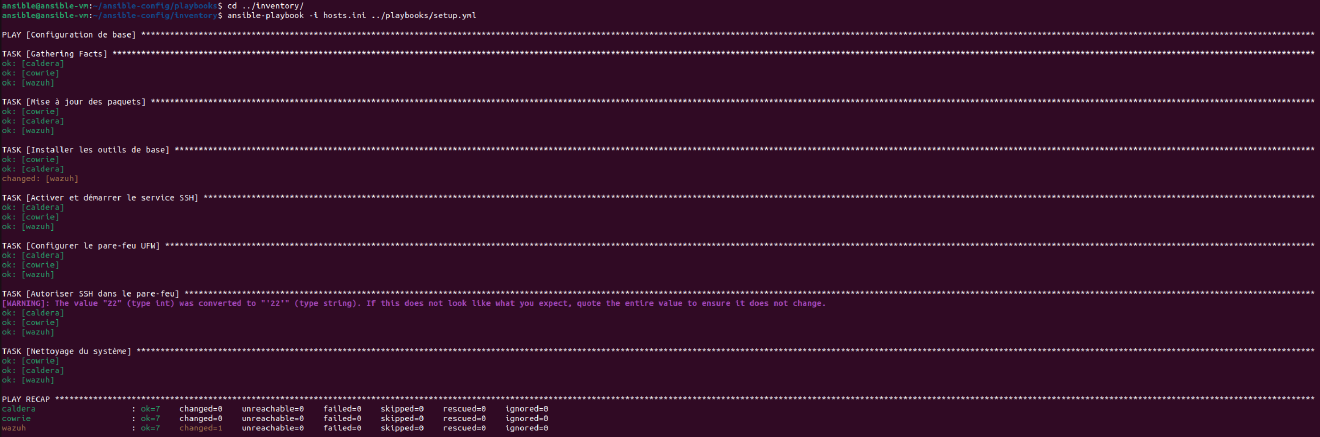 ansible@ansible-vm:~/ansible-config/playbooks$ cd ../inventory/
ansible@ansible-vm:~/ansible-config/inventory$ ansible-playbook -i hosts.ini ../playbooks/setup.yml
PLAY [Configuration de base] ****************************************
TASK [Gathering Facts] ****************************************
ok: [caldera]
ok: [cowrie]
ok: [wazuh]
TASK [Mise à jour des paquets] ****************************************
ok: [cowrie]
ok: [caldera]
ok: [wazuh]
TASK [Installer les outils de base] ****************************************
ok: [cowrie]
ok: [caldera]
changed: [wazuh]
TASK [Activer et démarrer le service SSH] ****************************************
ok: [caldera]
ok: [cowrie]
ok: [wazuh]
TASK [Configurer le pare-feu UFW] ****************************************
ok: [caldera]
ok: [cowrie]
ok: [wazuh]
TASK [Autoriser SSH dans le pare-feu] ****************************************
[WARNING]: The value "22" (type int) was converted to "'22'" (type string). If this does not look like what you expect, quote the entire value to ensure it does not change.
ok: [caldera]
ok: [cowrie]
ok: [wazuh]
TASK [Nettoyage du système] ****************************************
ok: [cowrie]
ok: [caldera]
ok: [wazuh]
PLAY RECAP ****************************************
caldera : ok=7 changed=0 unreachable=0 failed=0 skipped=0 rescued=0 ignored=0
cowrie : ok=7 changed=0 unreachable=0 failed=0 skipped=0 rescued=0 ignored=0
wazuh : ok=7 changed=1 unreachable=0 failed=0 skipped=0 rescued=0 ignored=0